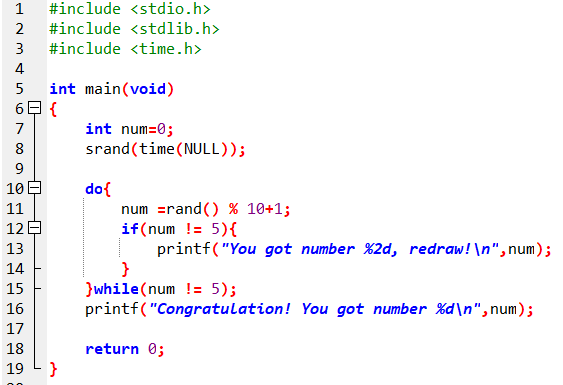 1 #include <stdio.h>
2 #include <stdlib.h>
3 #include <time.h>
4
5 int main(void)
6 {
7     int num=0;
8     srand(time(NULL));
9
10     do{
11         num =rand() % 10+1;
12         if(num != 5){
13             printf("You got number %2d, redraw!\n",num);
14         }
15     }while(num != 5);
16     printf("Congratulation! You got number %d\n",num);
17
18     return 0;
19 }